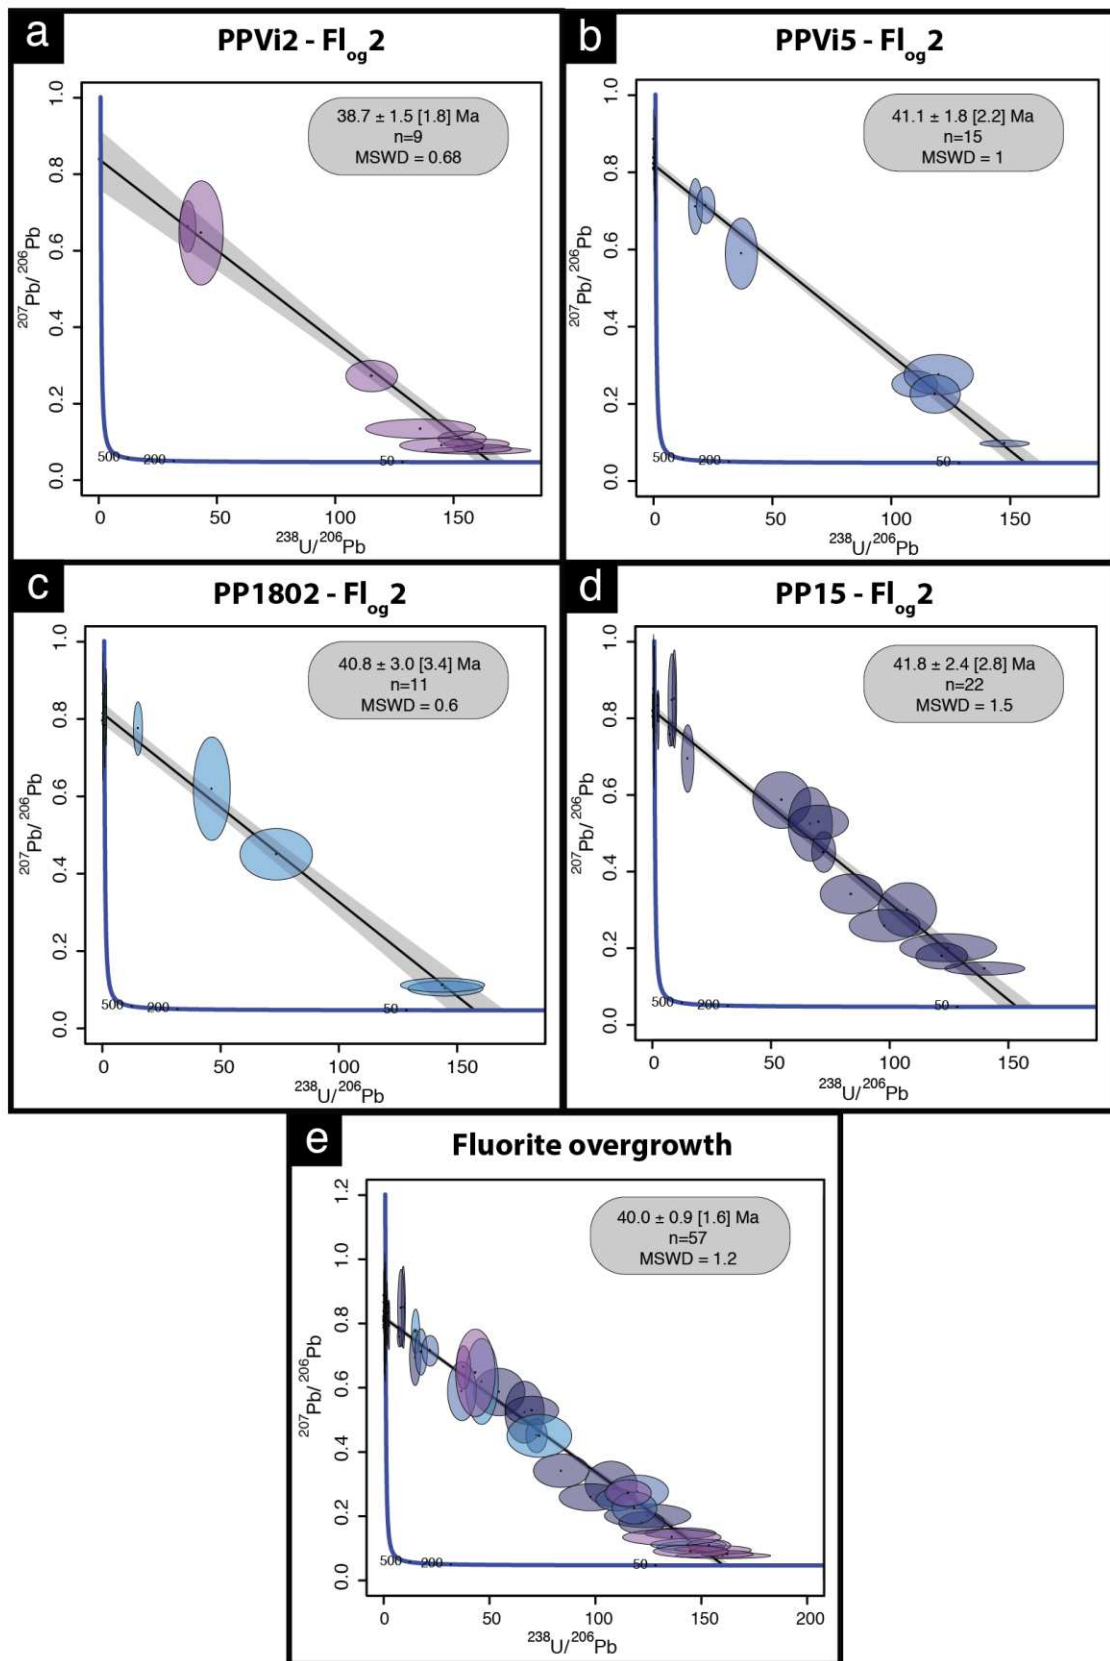 a
PPVi2 - Fl_og2
38.7 ± 1.5 [1.8] Ma
n=9
MSWD = 0.68
1.0
0.8
0.6
0.4
0.2
0.0
207Pb/ 206Pb
500 200 50
0 50 100 150
238U/206Pb
b
PPVi5 - Fl_og2
41.1 ± 1.8 [2.2] Ma
n=15
MSWD = 1
1.0
0.8
0.6
0.4
0.2
0.0
207Pb/ 206Pb
500 200 50
0 50 100 150
238U/206Pb
c
PP1802 - Fl_og2
40.8 ± 3.0 [3.4] Ma
n=11
MSWD = 0.6
1.0
0.8
0.6
0.4
0.2
0.0
207Pb/ 206Pb
500 200 50
0 50 100 150
238U/206Pb
d
PP15 - Fl_og2
41.8 ± 2.4 [2.8] Ma
n=22
MSWD = 1.5
1.0
0.8
0.6
0.4
0.2
0.0
207Pb/ 206Pb
500 200 50
0 50 100 150
238U/206Pb
e
Fluorite overgrowth
40.0 ± 0.9 [1.6] Ma
n=57
MSWD = 1.2
1.2
1.0
0.8
0.6
0.4
0.2
0.0
207Pb/ 206Pb
500 200 50
0 50 100 150 200
238U/206Pb